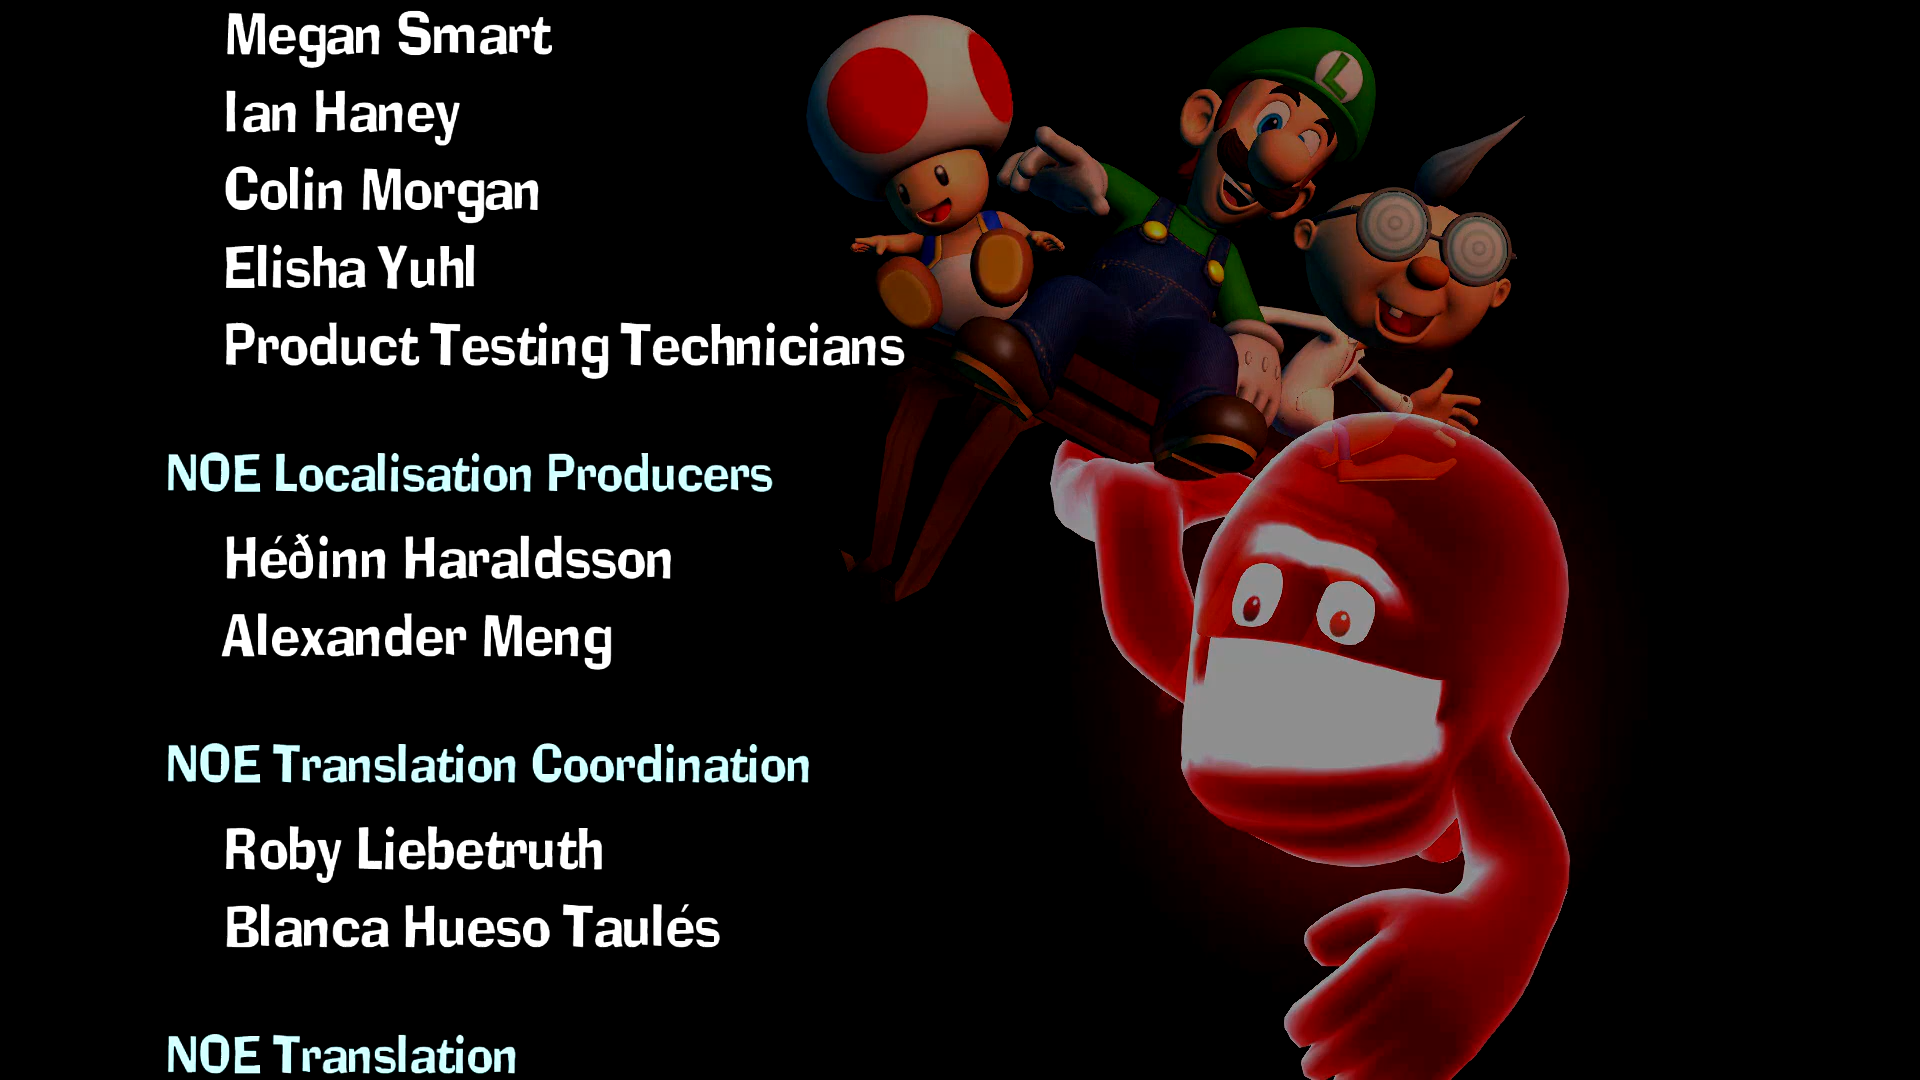 Megan Smart
Ian Haney
Colin Morgan
Elisha Yuhl
Product Testing Technicians
NOE Localisation Producers
Héðinn Haraldsson
Alexander Meng
NOE Translation Coordination
Roby Liebetruth
Blanca Hueso Taulés
NOE Translation
L